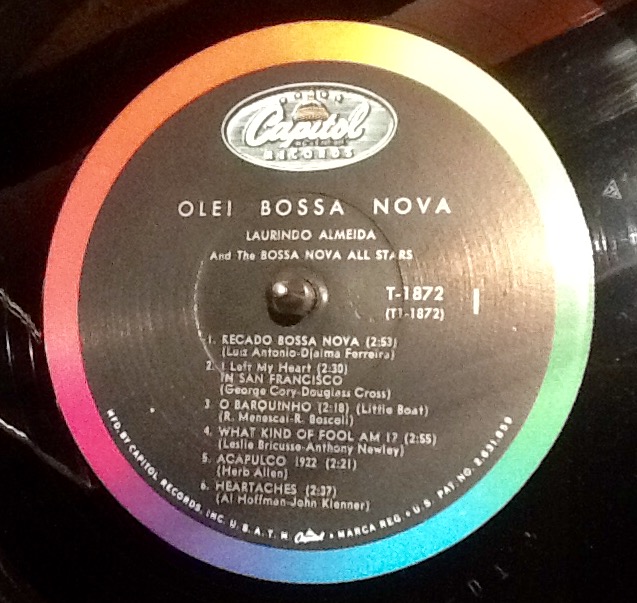 Capitol
RECORDS
OLE! BOSSA NOVA
LAURINDO ALMEIDA
And The BOSSA NOVA ALL STARS
T-1872 1
(T1-1872)
1. RECADO BOSSA NOVA (2:53)
(Luiz Antonio-Djalma Ferreira)
2. I Left My Heart (2:30)
IN SAN FRANCISCO
(George Cory-Douglass Cross)
3 O BARQUINHO (2:18) (Little Boat)
(R. Menescal-R. Boscoli)
4. WHAT KIND OF FOOL AM I? (2:55)
(Leslie Bricusse-Anthony Newley)
5 ACAPULCO 1922 (2:21)
(Herb Allen)
6. HEARTACHES (2:37)
(Al Hoffman-John Klenner)
MFD. BY CAPITOL RECORDS, INC. U.S.A. T.M. Capitol • MARCA REG. • U.S. PAT. NO. 2,631,859